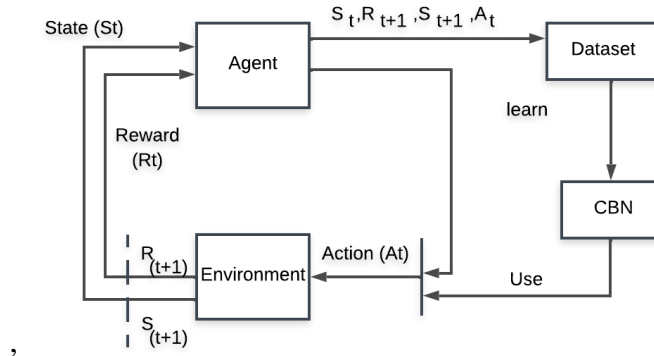 State (St)
S t ,R t+1 ,S t+1 ,A t
Agent
Dataset
learn
Reward
(Rt)
CBN
R (t+1)
Environment
Action (At)
Use
S (t+1)
,